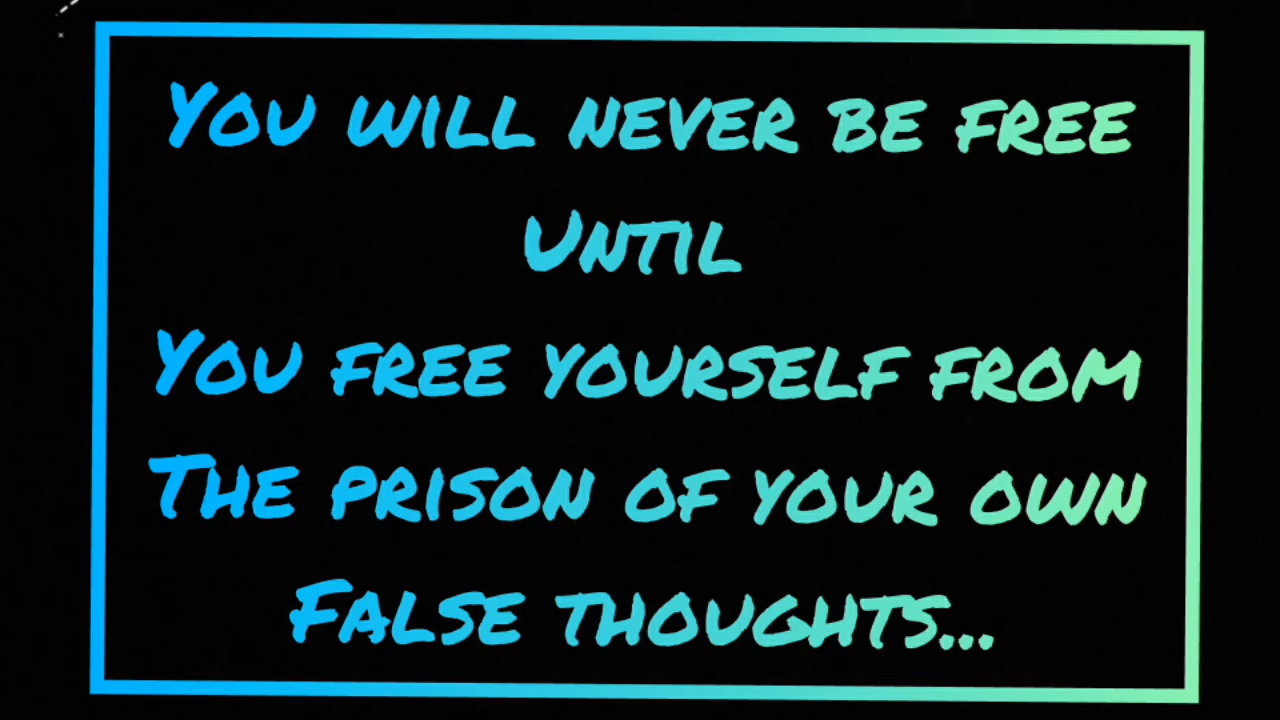 You will never be free
Until
You free yourself from
The prison of your own
False thoughts...